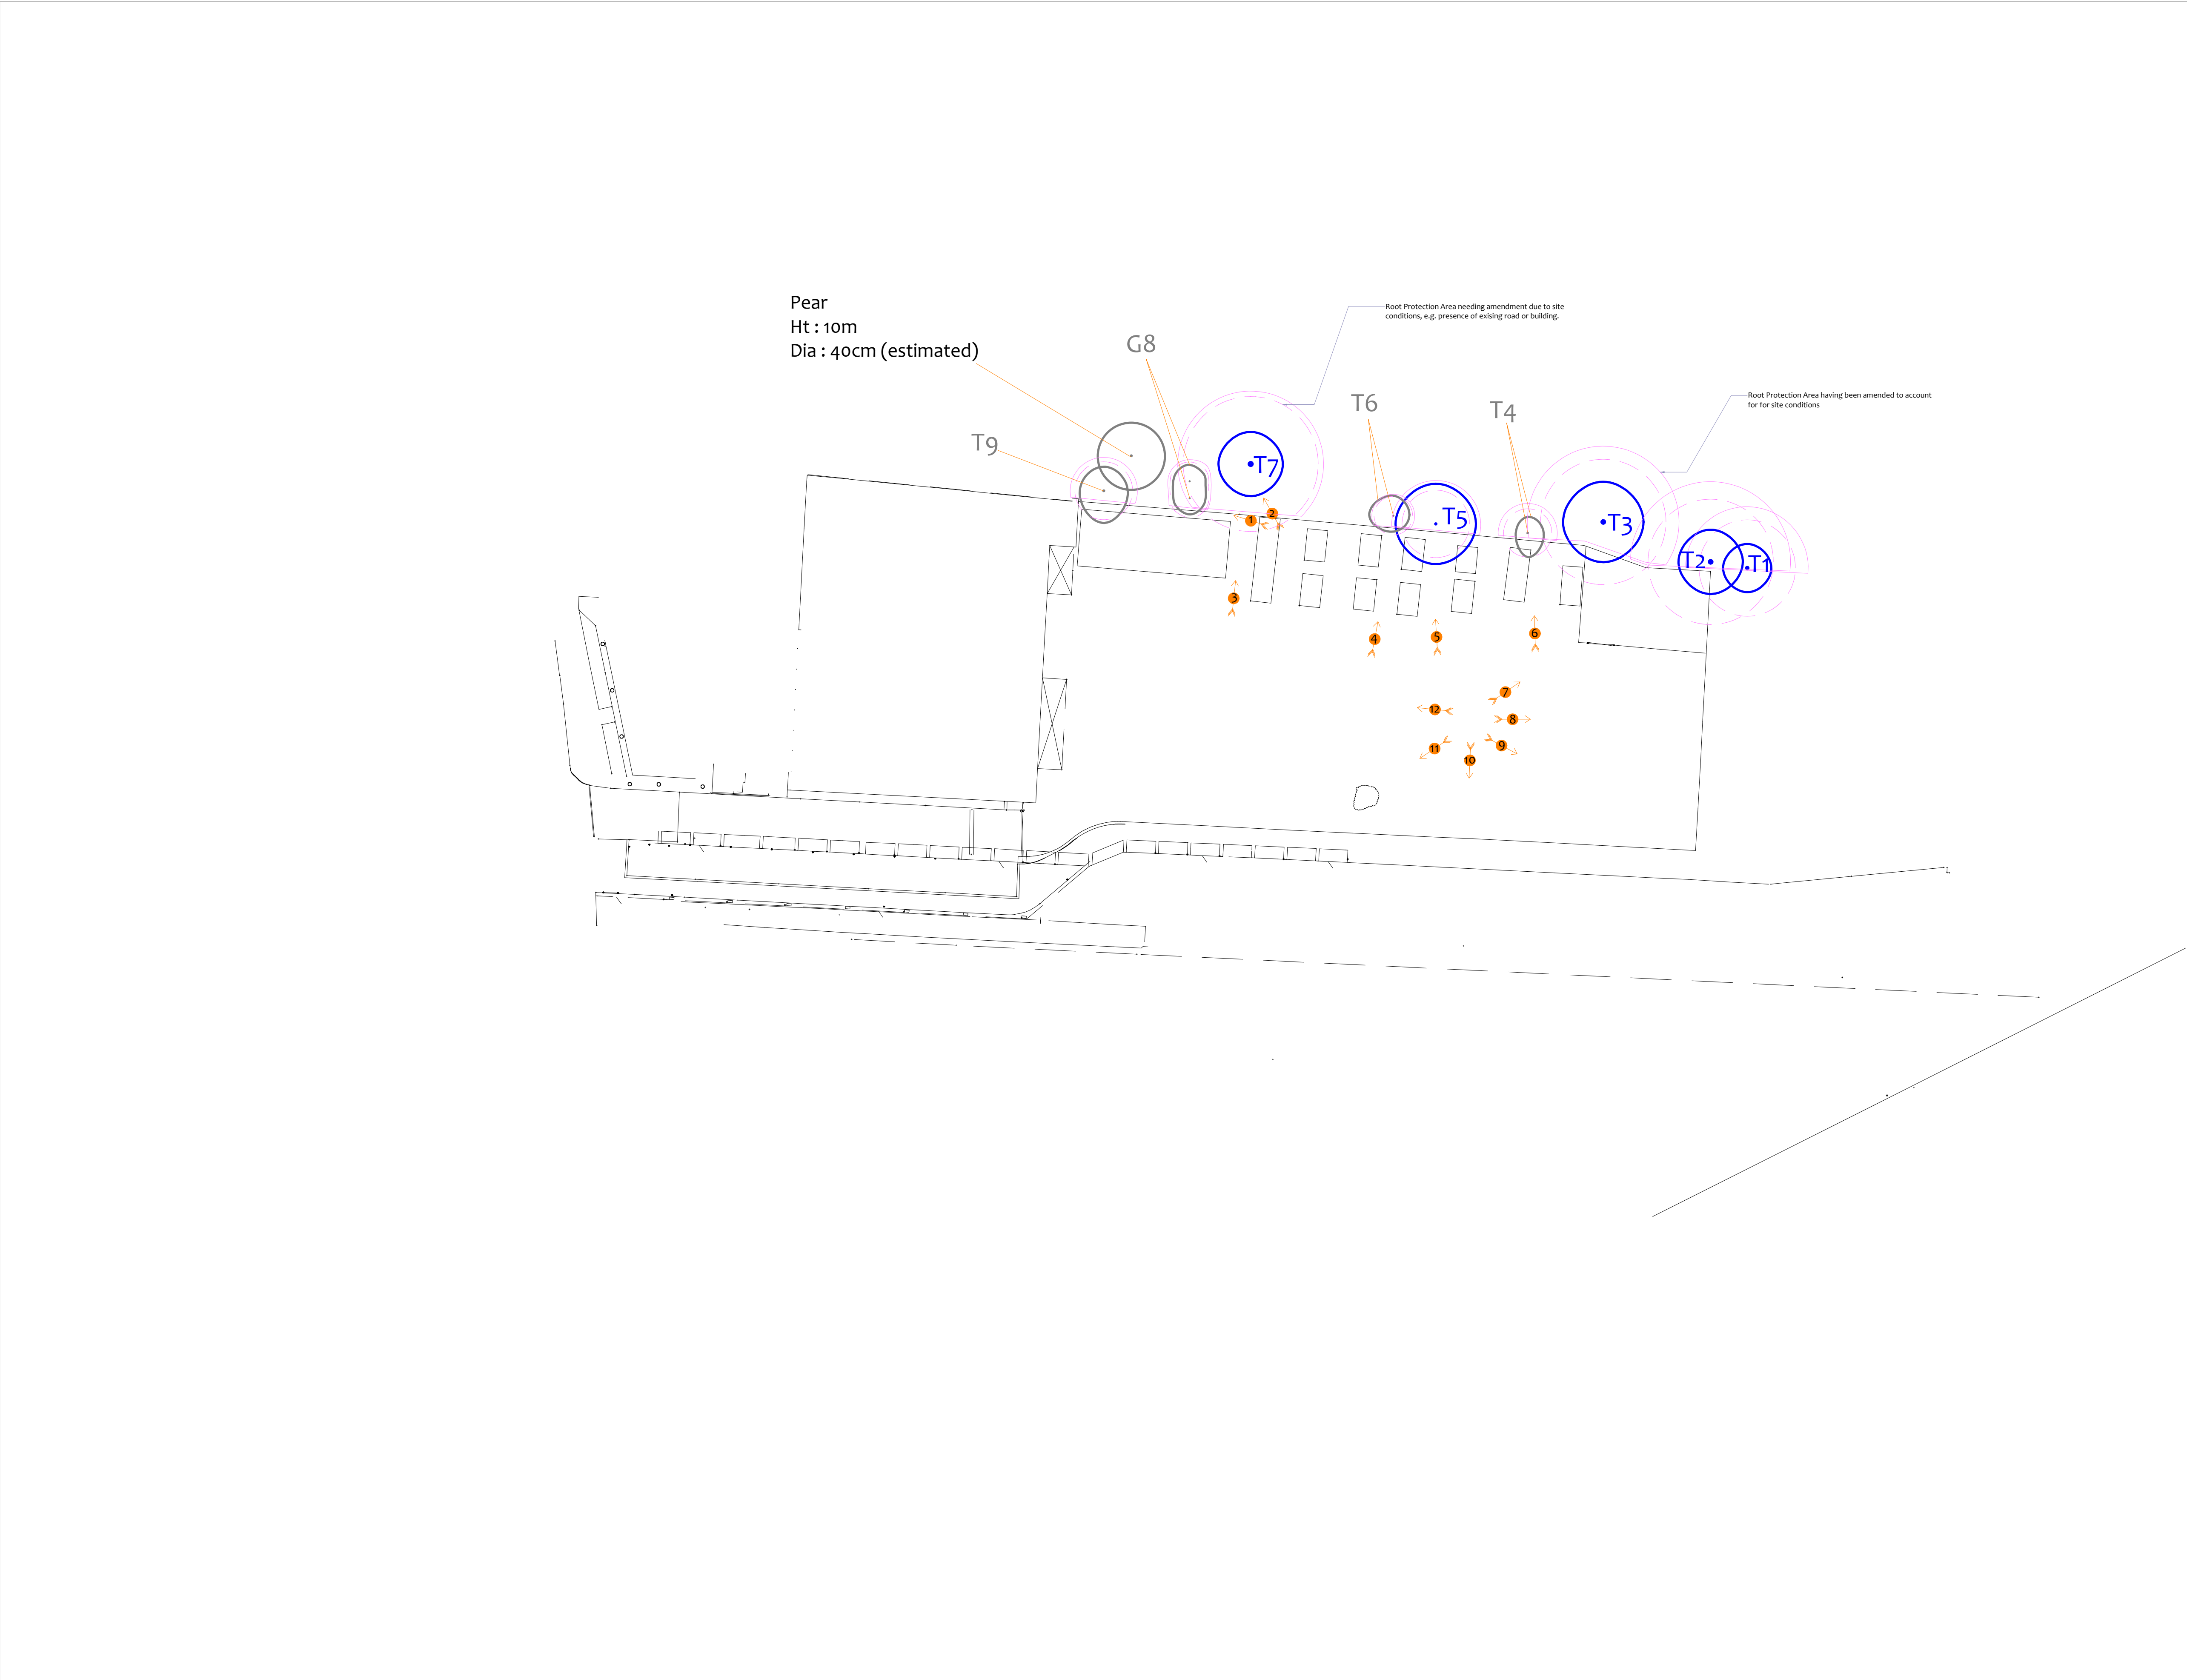 Pear
Ht : 10m
Dia : 40cm (estimated)
Root Protection Area needing amendment due to site
conditions, e.g. presence of exising road or building.
G8
T6
T4
Root Protection Area having been amended to account
for for site conditions
T9
T7
T5
T3
T2
T1
1
2
3
4
5
6
7
8
9
10
11
12